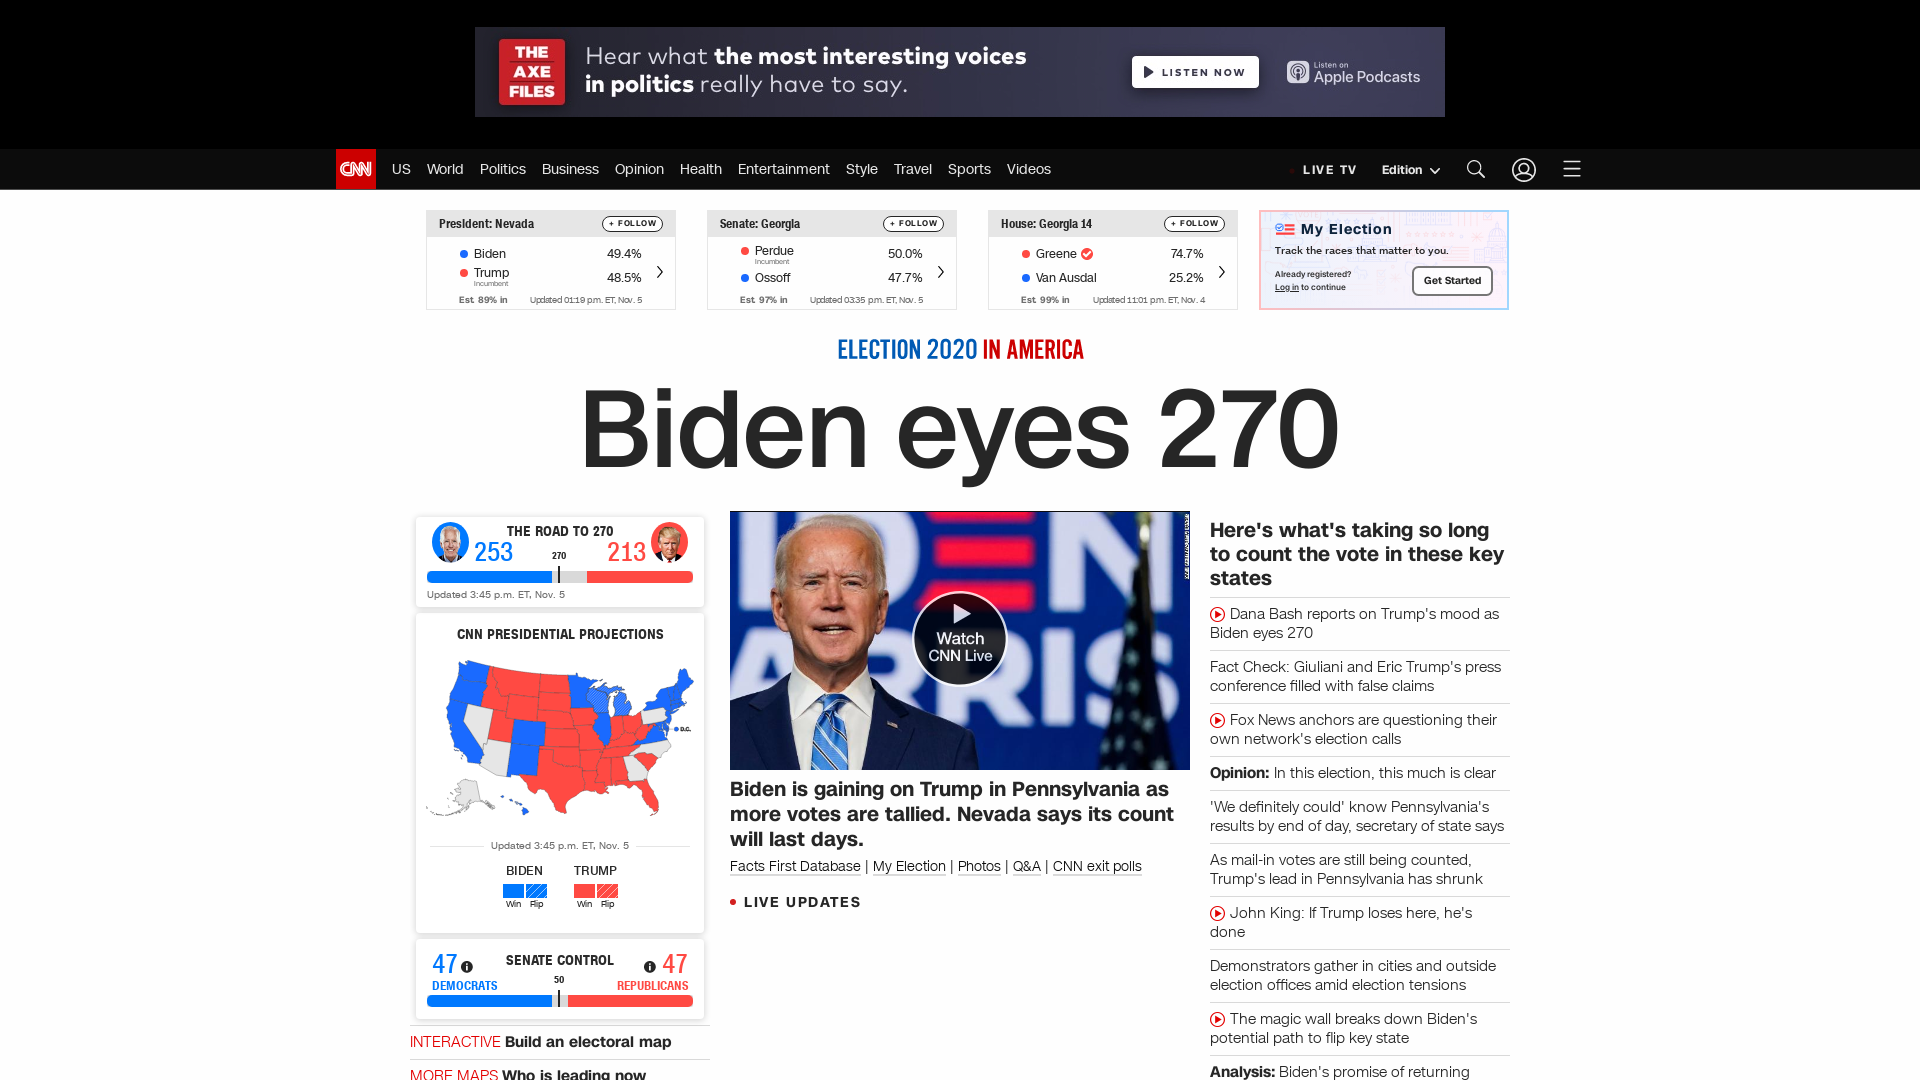 THE
AXE
FILES
Hear what the most interesting voices
in politics really have to say.
LISTEN NOW
Listen on
Apple Podcasts
CNN
US World Politics Business Opinion Health Entertainment Style Travel Sports Videos
LIVE TV
Edition
President: Nevada
+ FOLLOW
Biden 49.4%
Trump 48.5%
Incumbent
Est. 89% in Updated 01:19 p.m. ET, Nov. 5
Senate: Georgia
+ FOLLOW
Perdue 50.0%
Incumbent
Ossoff 47.7%
Est. 97% in Updated 03:35 p.m. ET, Nov. 5
House: Georgia 14
+ FOLLOW
Greene 74.7%
Van Ausdal 25.2%
Est. 99% in Updated 11:01 p.m. ET, Nov. 4
My Election
Track the races that matter to you.
Already registered?
Log in to continue
Get Started
ELECTION 2020 IN AMERICA
Biden eyes 270
THE ROAD TO 270
253 270 213
Updated 3:45 p.m. ET, Nov. 5
CNN PRESIDENTIAL PROJECTIONS
D.C.
Updated 3:45 p.m. ET, Nov. 5
BIDEN TRUMP
Win Flip Win Flip
47 SENATE CONTROL 47
50
DEMOCRATS REPUBLICANS
INTERACTIVE Build an electoral map
MORE MAPS Who is leading now
Watch
CNN Live
Biden is gaining on Trump in Pennsylvania as
more votes are tallied. Nevada says its count
will last days.
Facts First Database | My Election | Photos | Q&A | CNN exit polls
LIVE UPDATES
Here's what's taking so long
to count the vote in these key
states
Dana Bash reports on Trump's mood as
Biden eyes 270
Fact Check: Giuliani and Eric Trump's press
conference filled with false claims
Fox News anchors are questioning their
own network's election calls
Opinion: In this election, this much is clear
'We definitely could' know Pennsylvania's
results by end of day, secretary of state says
As mail-in votes are still being counted,
Trump's lead in Pennsylvania has shrunk
John King: If Trump loses here, he's
done
Demonstrators gather in cities and outside
election offices amid election tensions
The magic wall breaks down Biden's
potential path to flip key state
Analysis: Biden's promise of returning